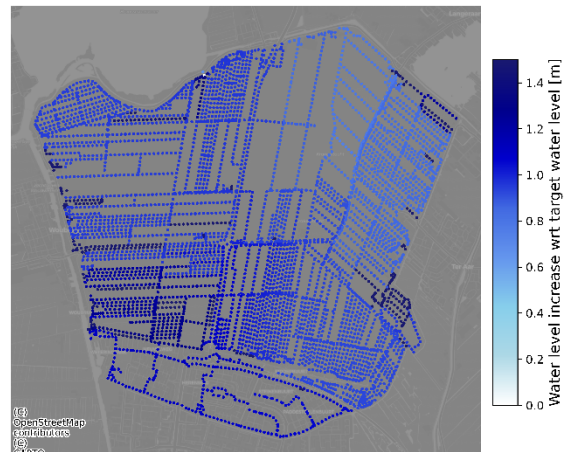 1.4
1.2
1.0
0.8
0.6
0.4
0.2
0.0
Water level increase wrt target water level [m]
(C)
OpenStreetMap
contributors
(C)